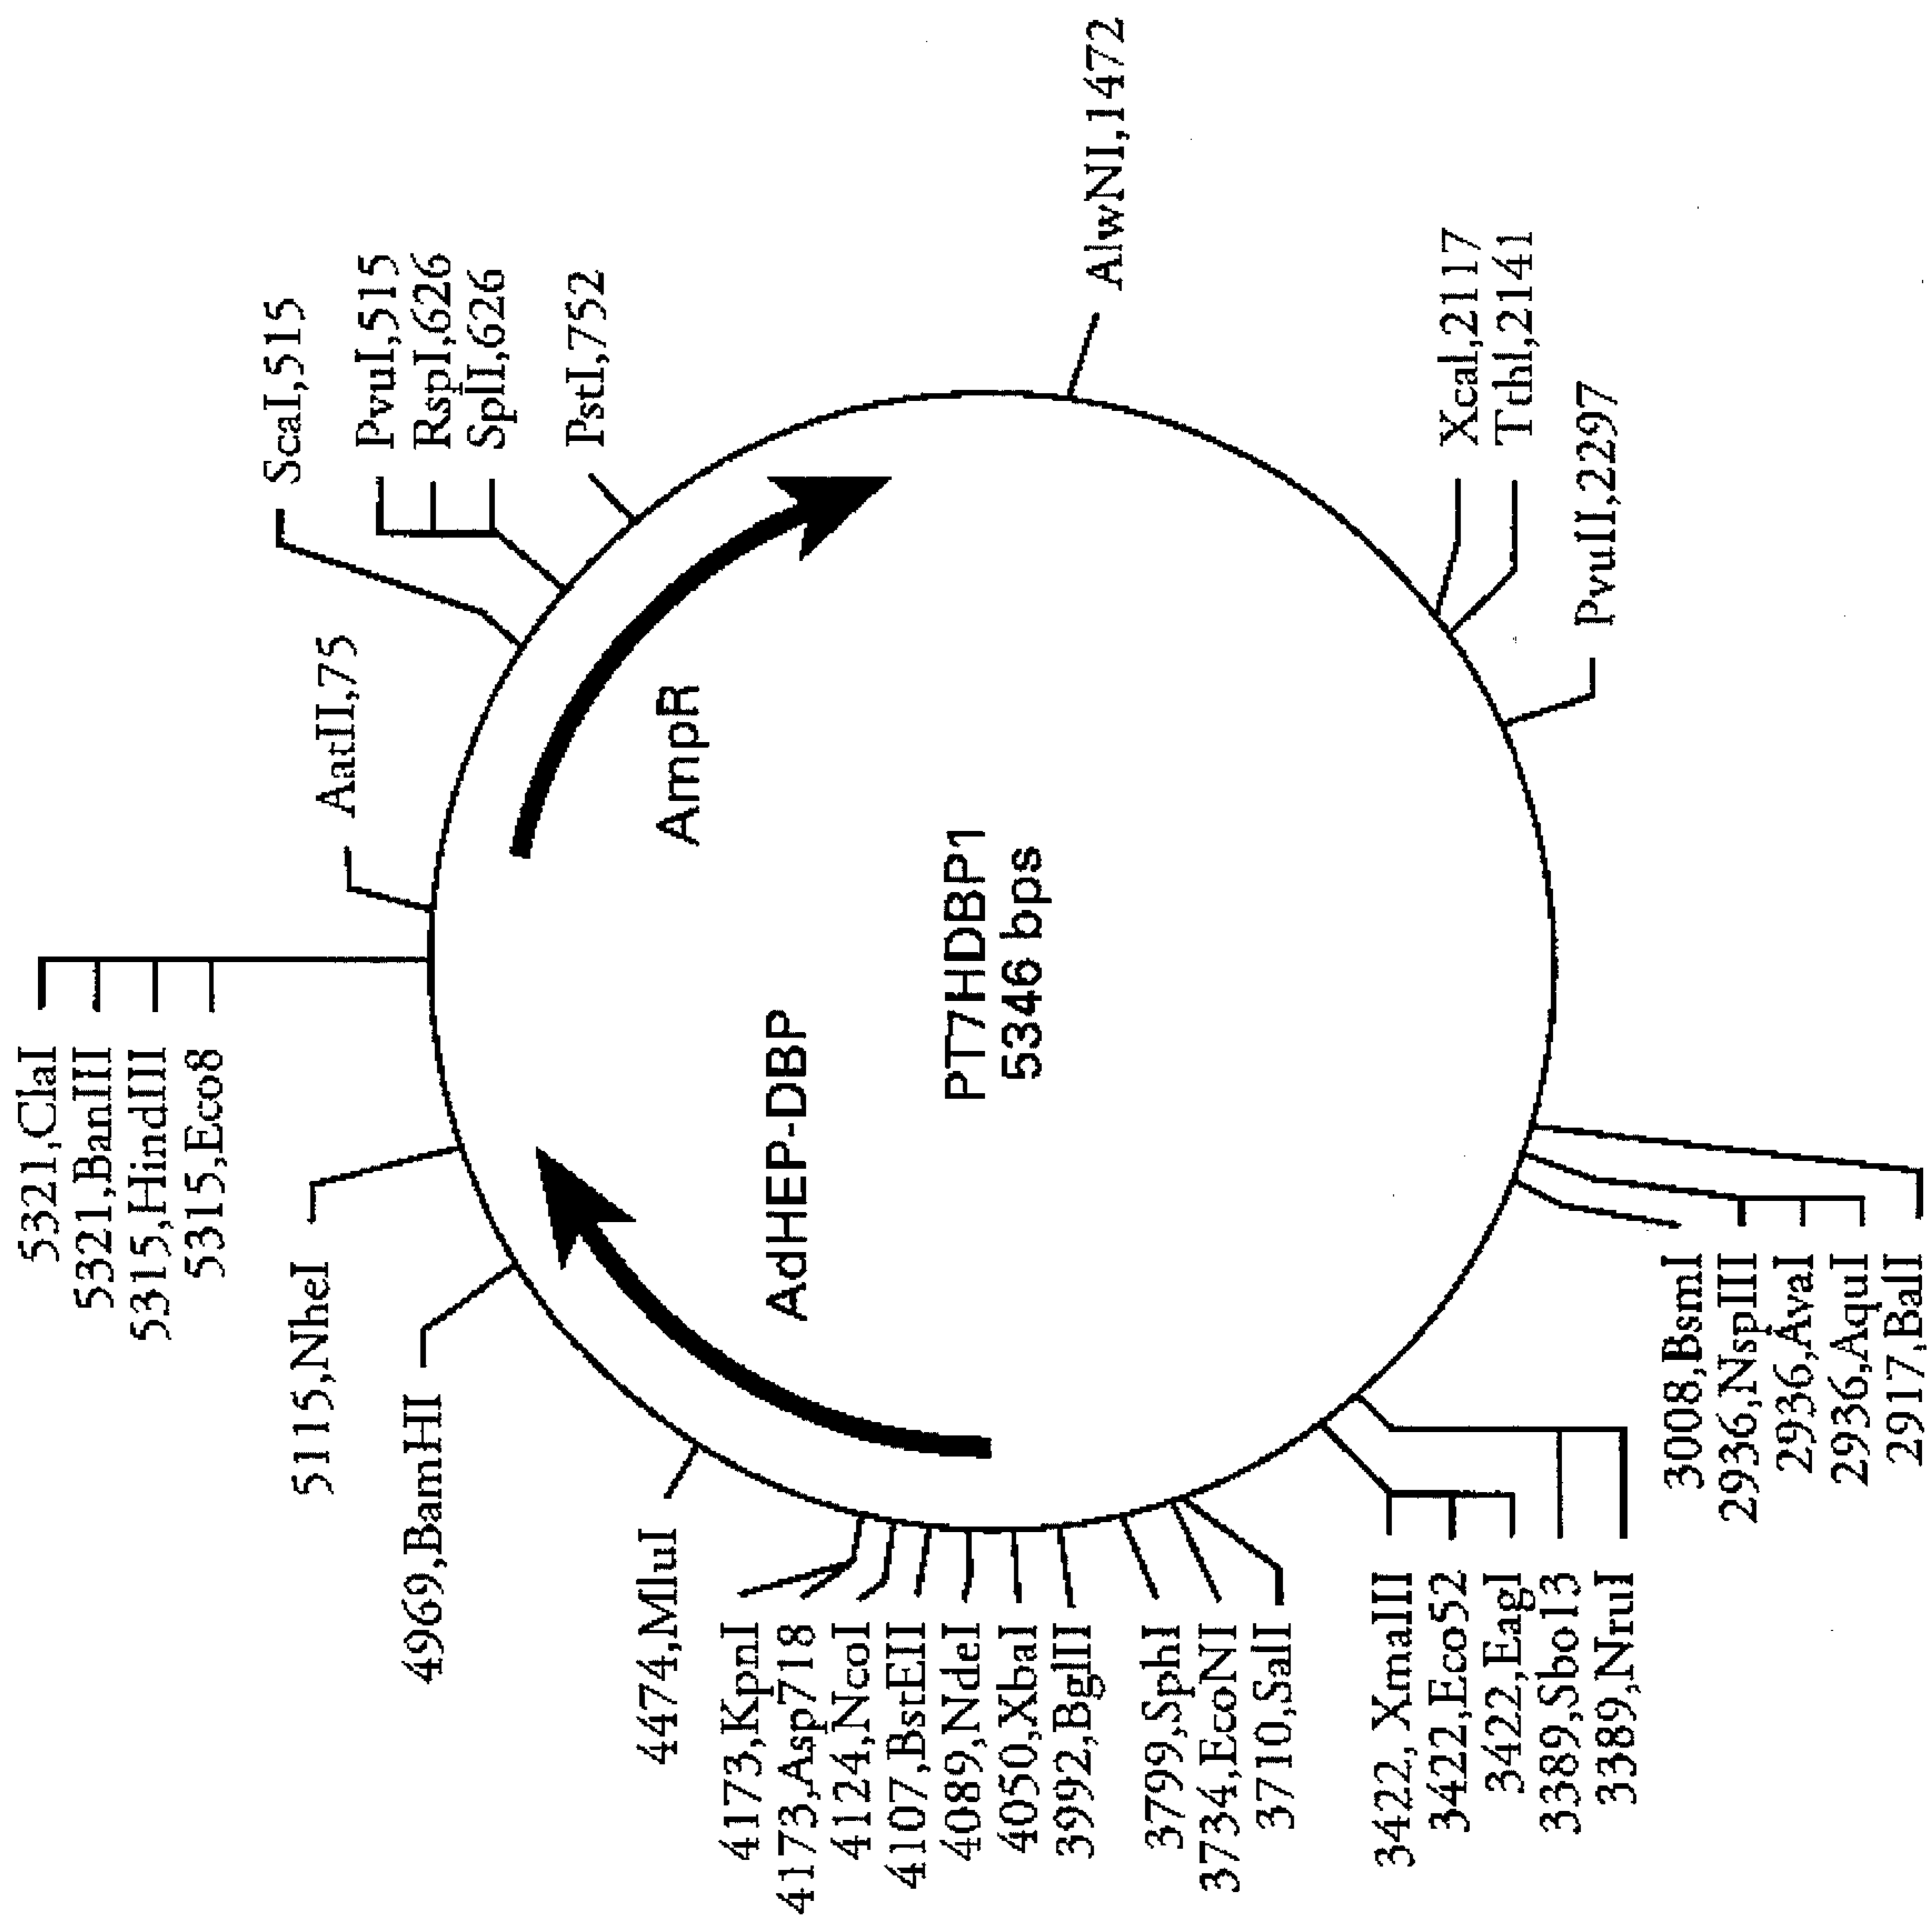 5321,ClaI
5321,BanIII
5315,HindIII
5315,Eco8
5115,NheI
4969,BamHI
4474,MluI
4173,KpnI
4173,Asp718
4124,NcoI
4107,BstEII
4089,NdeI
4050,XbaI
3992,BglII
3799,SphI
3734,EcoNI
3710,SalI
3422, XmaIII
3422,Eco52
3422,EagI
3389,Sbo13
3389,NruI
3008,BsmI
2936,NspIII
2936,AvaI
2936,AquI
2917,BalI
AatII,75
ScaI,515
PvuI,515
RspI,626
SplI,626
PstI,752
AlwNI,1472
XcaI,2117
TthI,2141
PvuII,2297
AdHEP-DBP
AmpR
PT7HDBP1
5346 bps